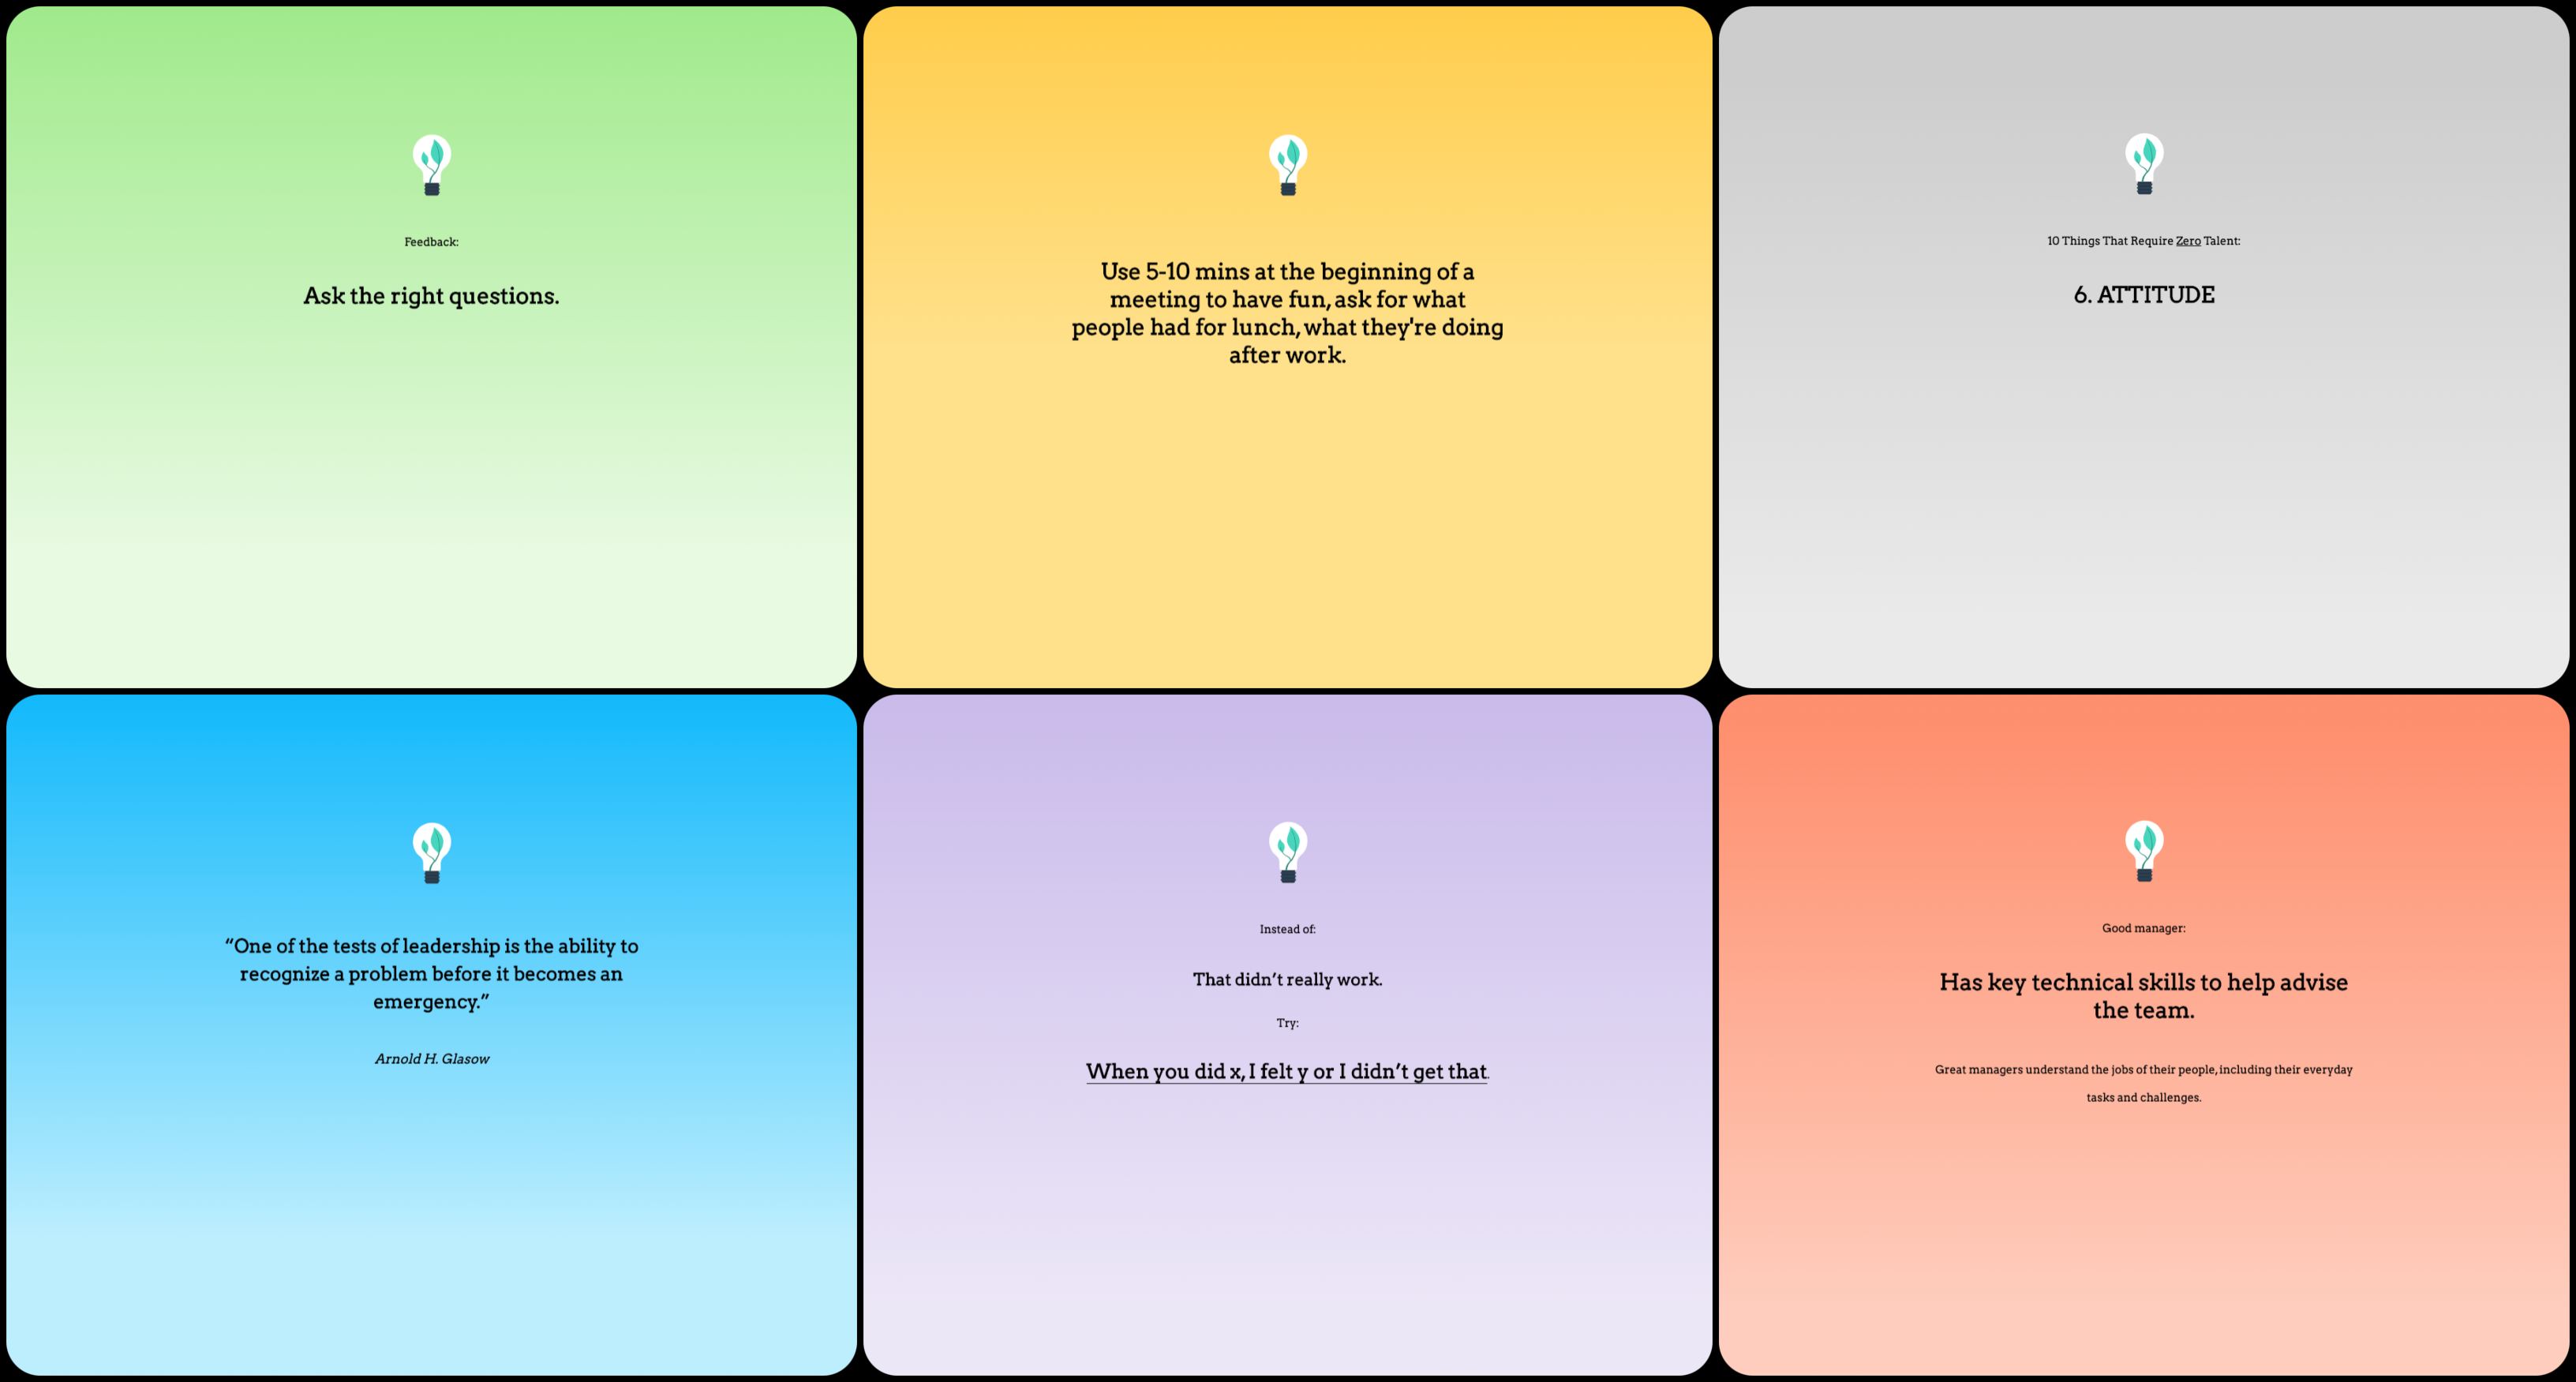 Feedback:
Ask the right questions.
Use 5-10 mins at the beginning of a
meeting to have fun, ask for what
people had for lunch, what they're doing
after work.
10 Things That Require Zero Talent:
6. ATTITUDE
“One of the tests of leadership is the ability to
recognize a problem before it becomes an
emergency.”
Arnold H. Glasow
Instead of:
That didn’t really work.
Try:
When you did x, I felt y or I didn’t get that.
Good manager:
Has key technical skills to help advise
the team.
Great managers understand the jobs of their people, including their everyday
tasks and challenges.